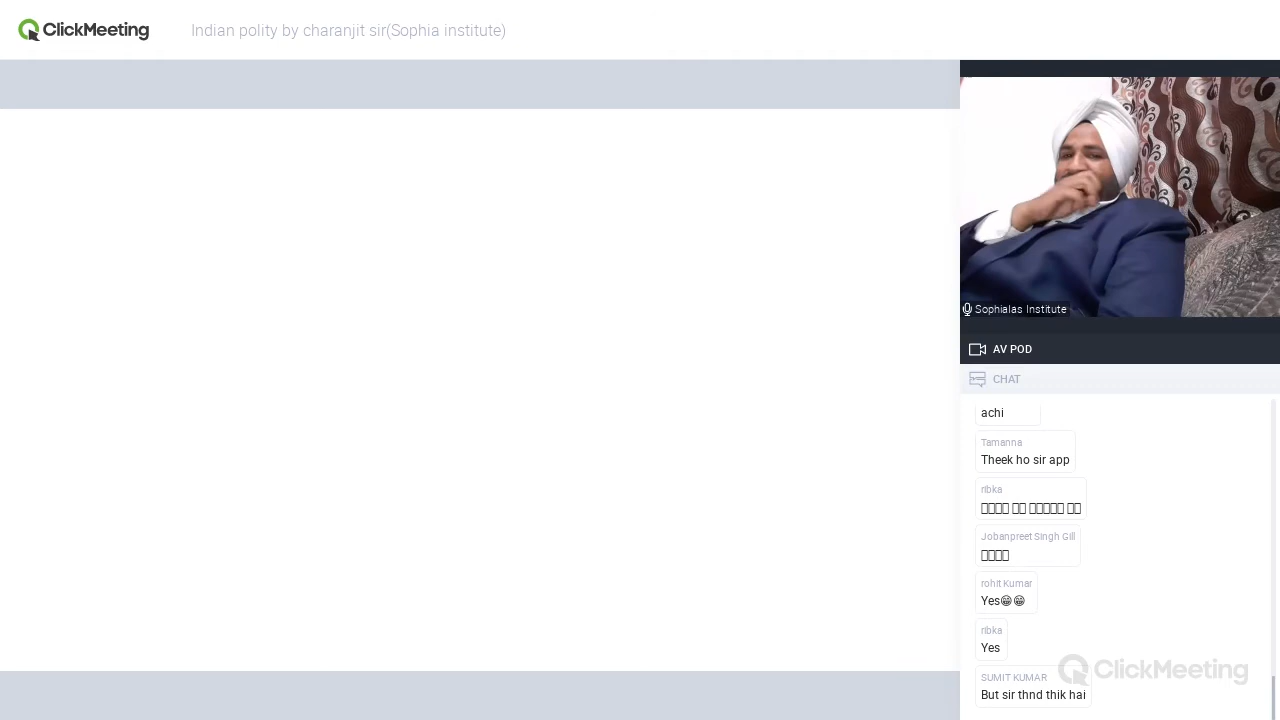 ClickMeeting
Indian polity by charanjit sir(Sophia institute)
SophiaIas Institute
AV POD
CHAT
achi
Tamanna
Theek ho sir app
ribka
Jobanpreet Singh Gill
rohit Kumar
Yes😁😁
ribka
Yes
ClickMeeting
SUMIT KUMAR
But sir thnd thik hai